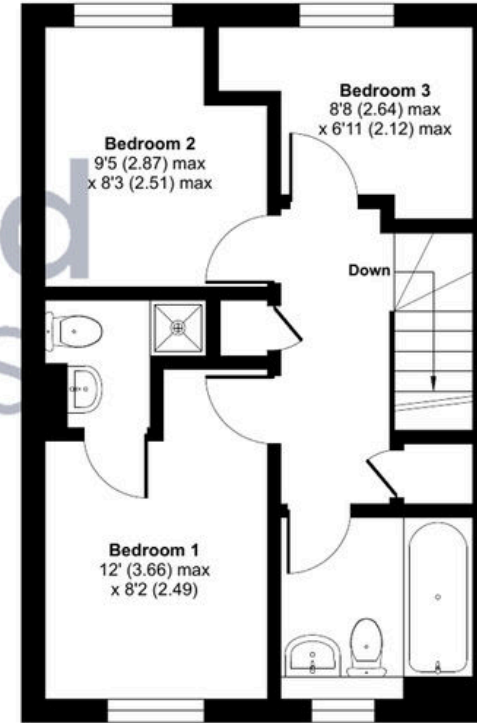 Bedroom 3
8'8 (2.64) max
x 6'11 (2.12) max
Bedroom 2
9'5 (2.87) max
x 8'3 (2.51) max
d
Down
s
Bedroom 1
12' (3.66) max
x 8'2 (2.49)